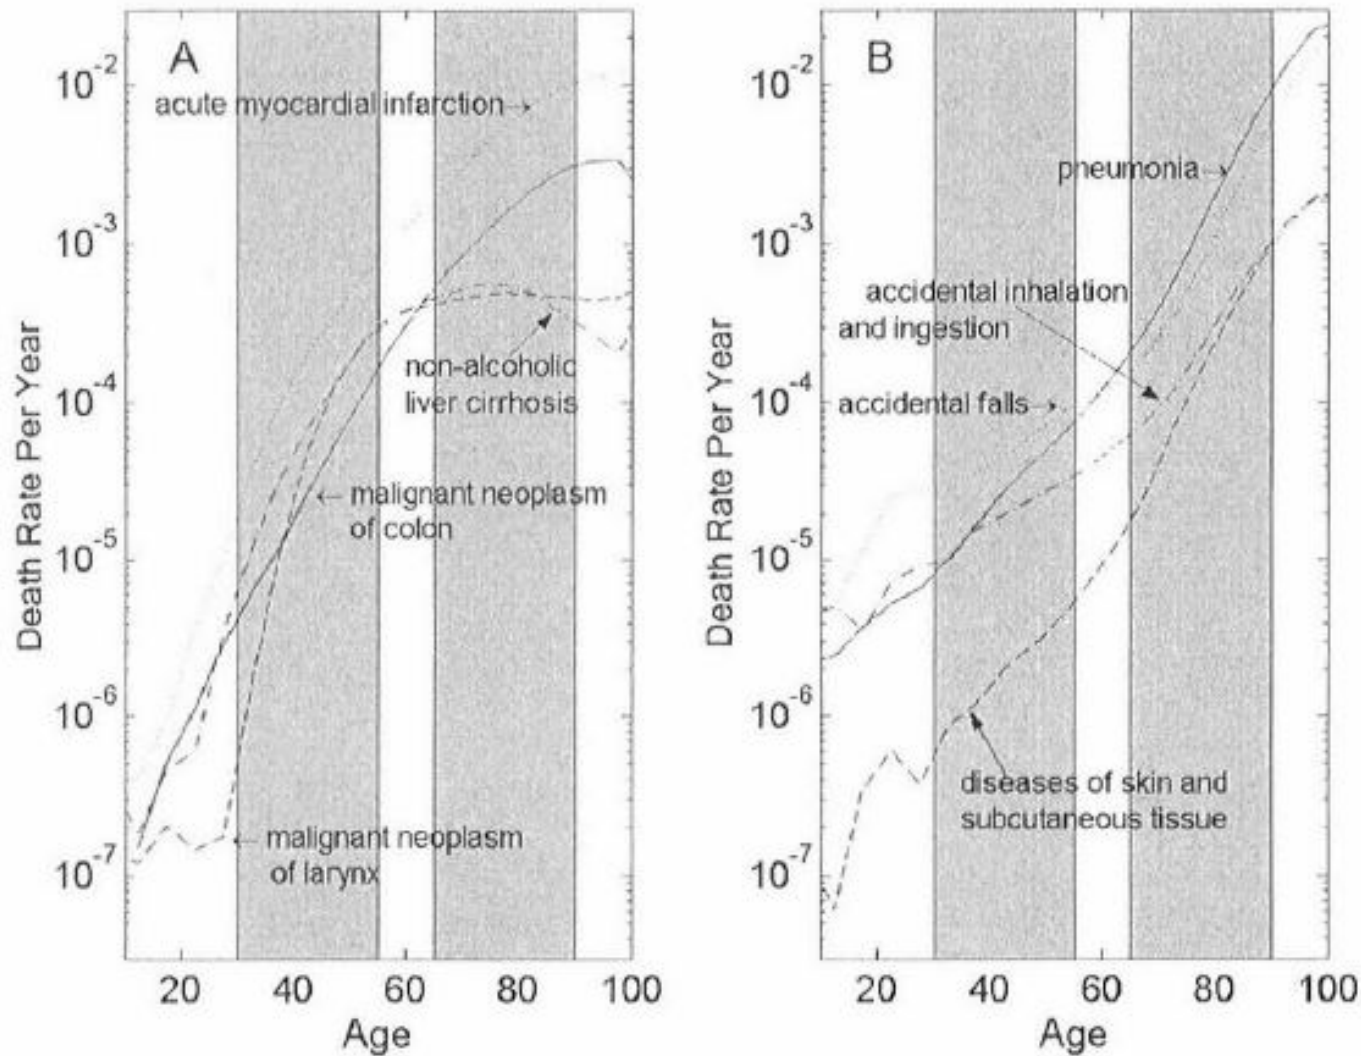 A
10⁻²
acute myocardial infarction→
10⁻³
10⁻⁴
non-alcoholic
liver cirrhosis
←malignant neoplasm
of colon
10⁻⁵
10⁻⁶
←malignant neoplasm
of larynx
10⁻⁷
Death Rate Per Year
20 40 60 80 100
Age
B
10⁻²
pneumonia→
10⁻³
accidental inhalation
and ingestion
10⁻⁴
accidental falls→
10⁻⁵
10⁻⁶
diseases of skin and
subcutaneous tissue
10⁻⁷
Death Rate Per Year
20 40 60 80 100
Age